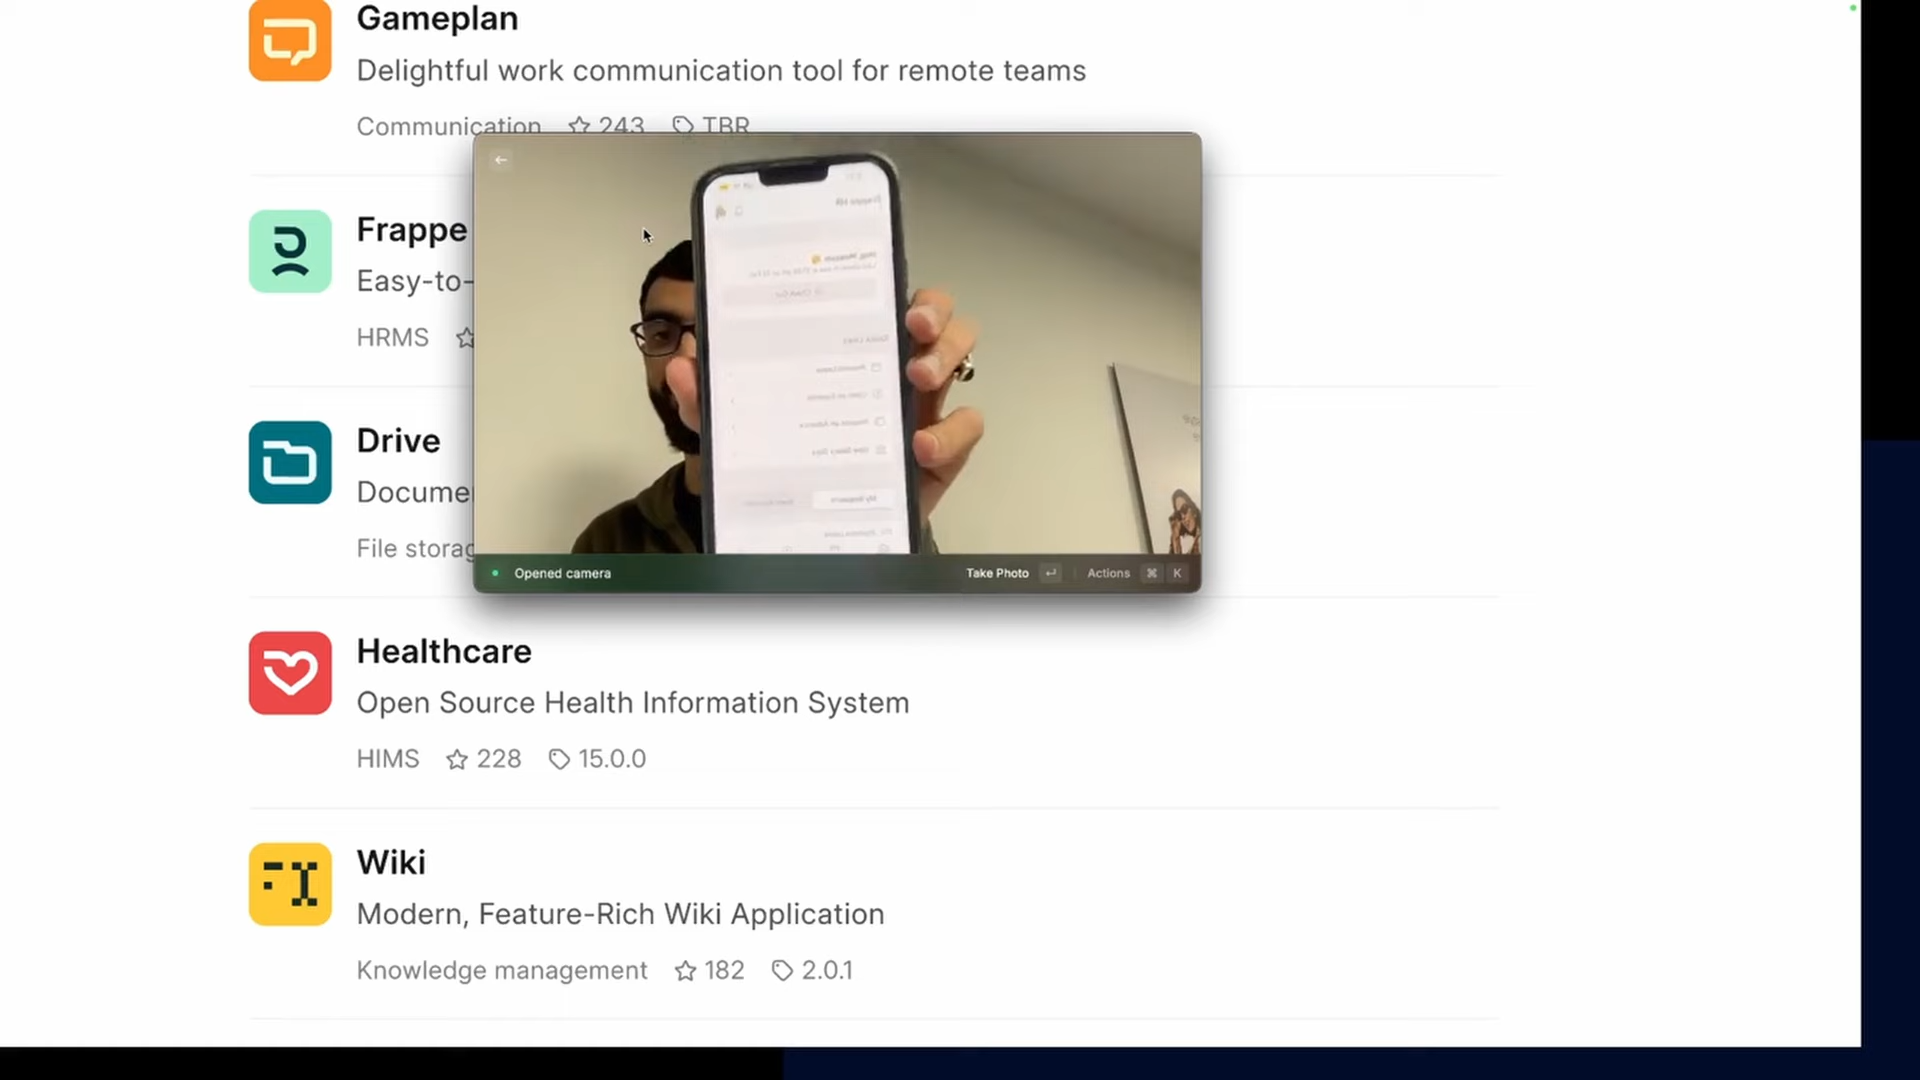 Gameplan
Delightful work communication tool for remote teams
Communication 243 TBR
Frappe
Easy-to-
HRMS
Drive
Docume
File storag
Opened camera
Take Photo
Actions ⌘ K
Healthcare
Open Source Health Information System
HIMS 228 15.0.0
Wiki
Modern, Feature-Rich Wiki Application
Knowledge management 182 2.0.1